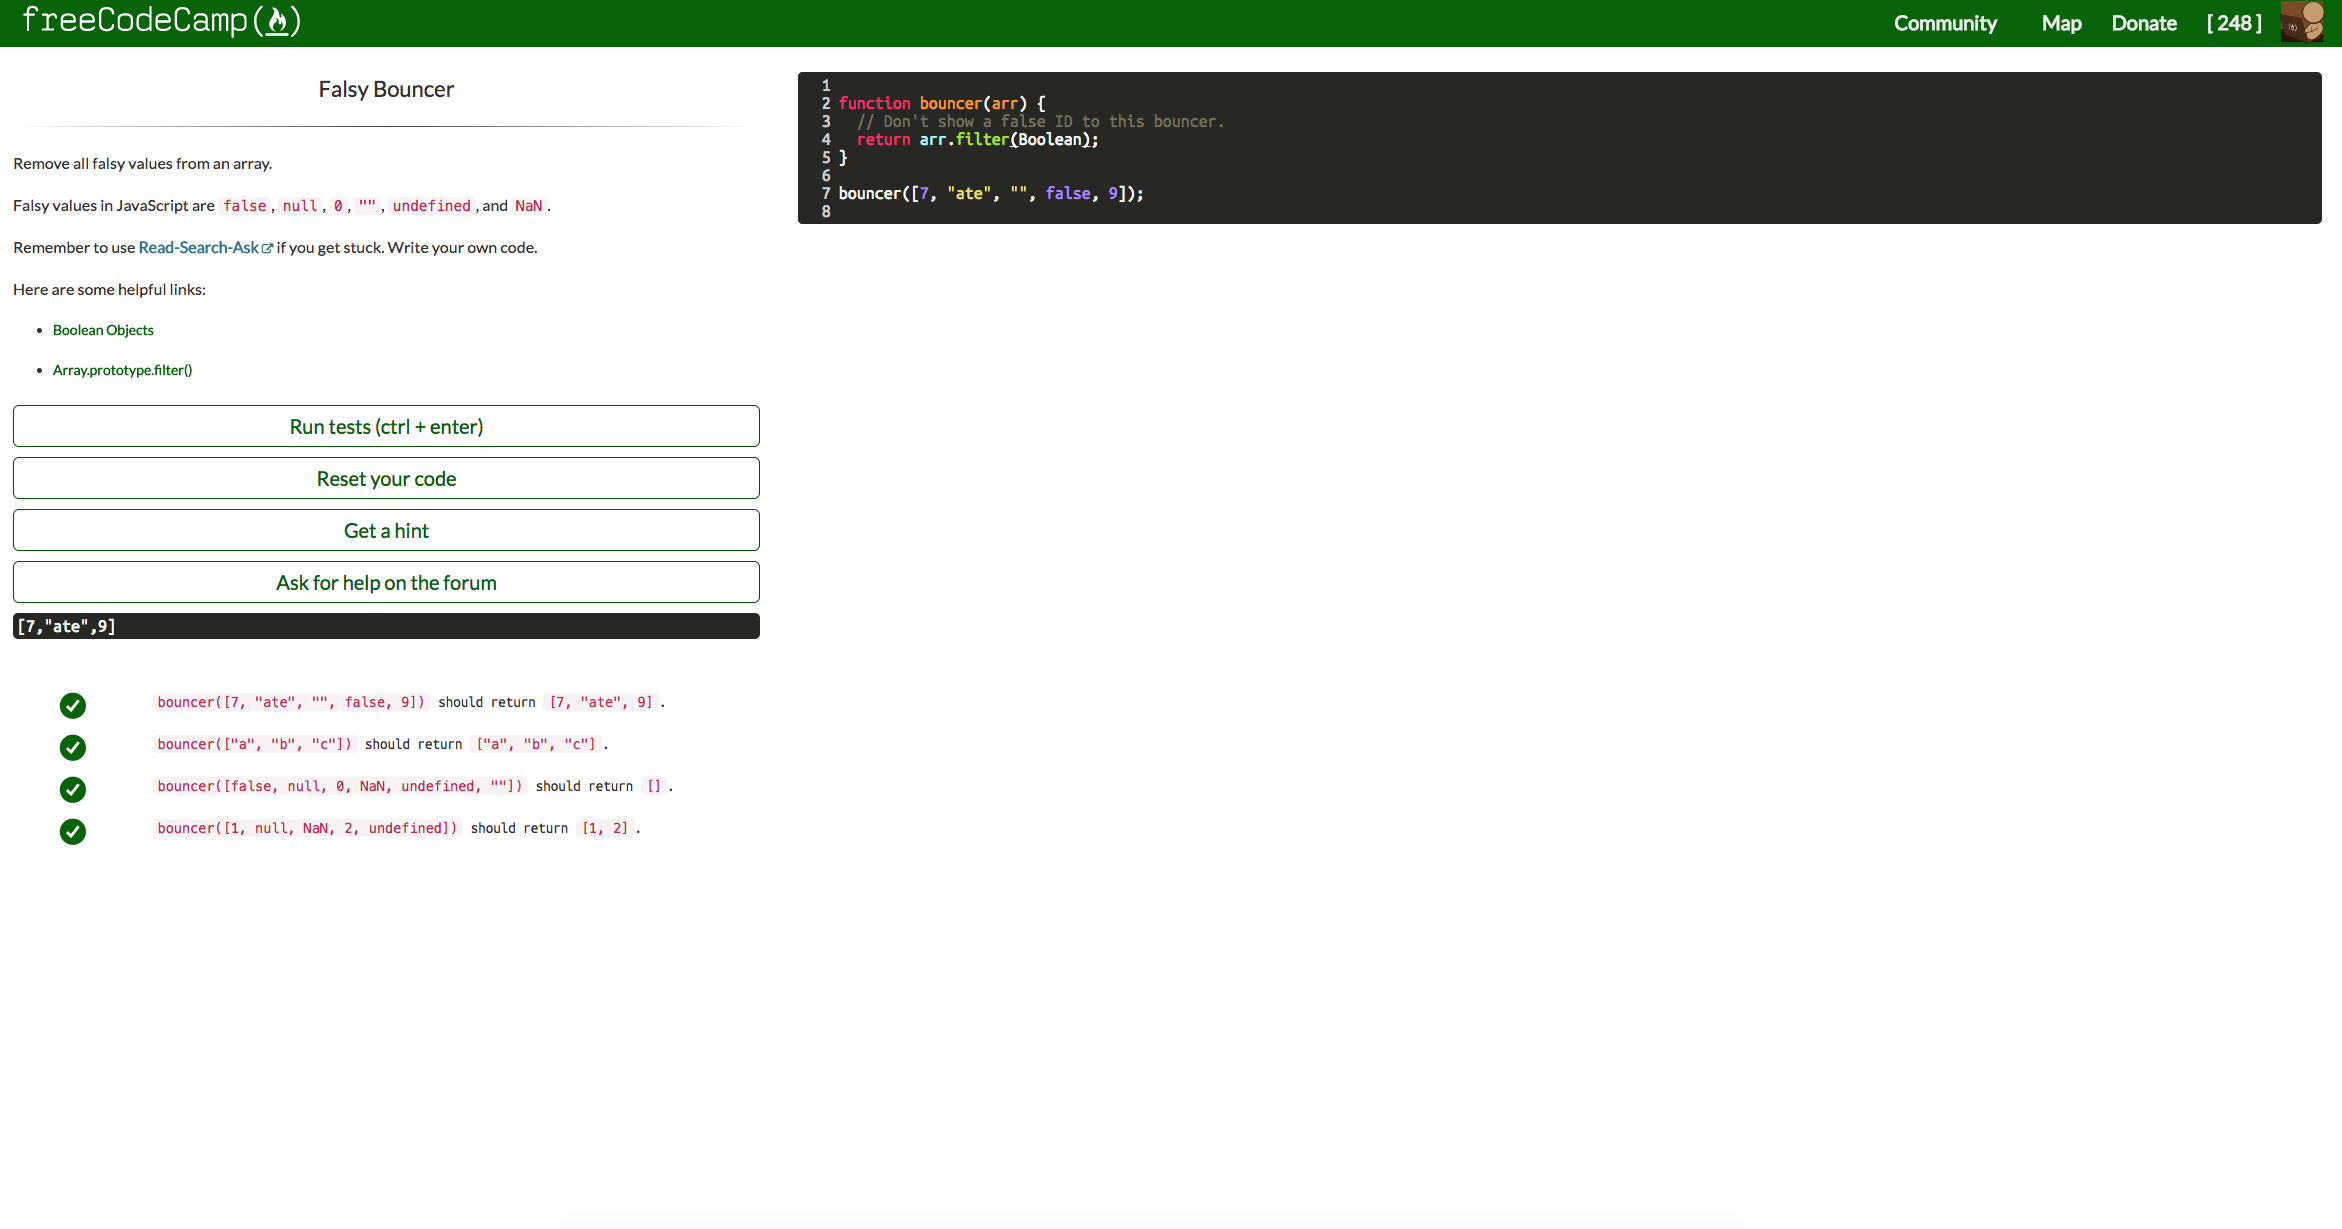 freeCodeCamp()
Community Map Donate [ 248 ]
Falsy Bouncer
Remove all falsy values from an array.
Falsy values in JavaScript are false, null, 0, "", undefined, and NaN.
Remember to use Read-Search-Ask if you get stuck. Write your own code.
Here are some helpful links:
Boolean Objects
Array.prototype.filter()
Run tests (ctrl + enter)
Reset your code
Get a hint
Ask for help on the forum
[7,"ate",9]
bouncer([7, "ate", "", false, 9]) should return [7, "ate", 9].
bouncer(["a", "b", "c"]) should return ["a", "b", "c"].
bouncer([false, null, 0, NaN, undefined, ""]) should return [].
bouncer([1, null, NaN, 2, undefined]) should return [1, 2].
1
2 function bouncer(arr) {
3 // Don't show a false ID to this bouncer.
4 return arr.filter(Boolean);
5 }
6
7 bouncer([7, "ate", "", false, 9]);
8